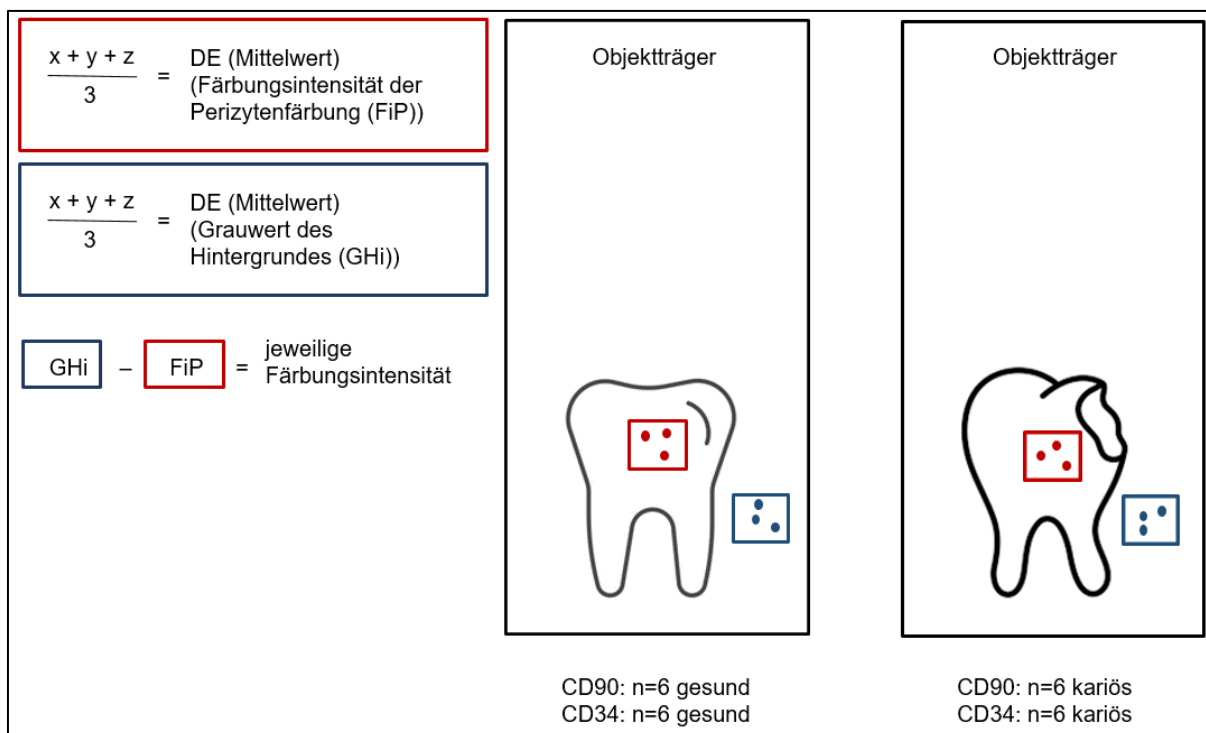 x + y + z
3
=
DE (Mittelwert)
(Färbungsintensität der
Perizytenfärbung (FiP))
x + y + z
3
=
DE (Mittelwert)
(Grauwert des
Hintergrundes (GHi))
GHi – FiP = jeweilige
Färbungsintensität
Objektträger
CD90: n=6 gesund
CD34: n=6 gesund
Objektträger
CD90: n=6 kariös
CD34: n=6 kariös